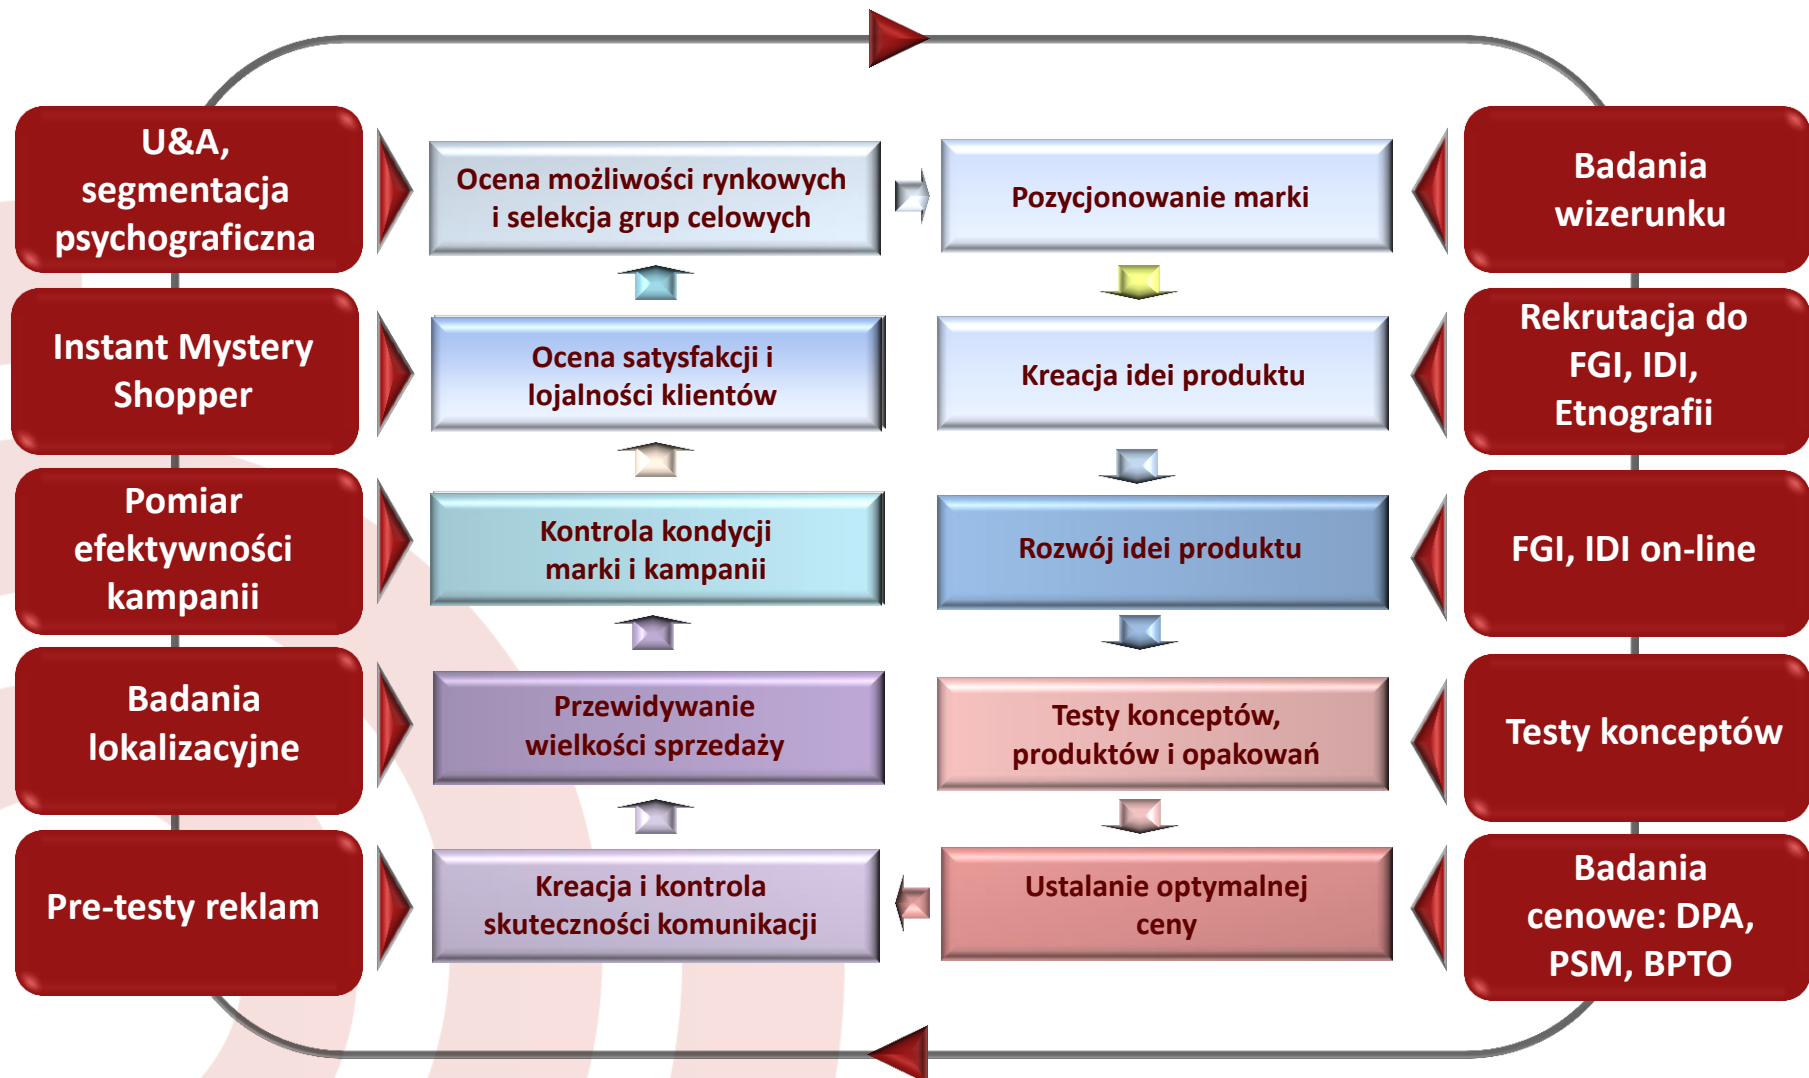 U&A,
segmentacja
psychograficzna
Ocena możliwości rynkowych
i selekcja grup celowych
Pozycjonowanie marki
Badania
wizerunku
Instant Mystery
Shopper
Ocena satysfakcji i
lojalności klientów
Kreacja idei produktu
Rekrutacja do
FGI, IDI,
Etnografii
Pomiar
efektywności
kampanii
Kontrola kondycji
marki i kampanii
Rozwój idei produktu
FGI, IDI on-line
Badania
lokalizacyjne
Przewidywanie
wielkości sprzedaży
Testy konceptów,
produktów i opakowań
Testy konceptów
Pre-testy reklam
Kreacja i kontrola
skuteczności komunikacji
Ustalanie optymalnej
ceny
Badania
cenowe: DPA,
PSM, BPTO